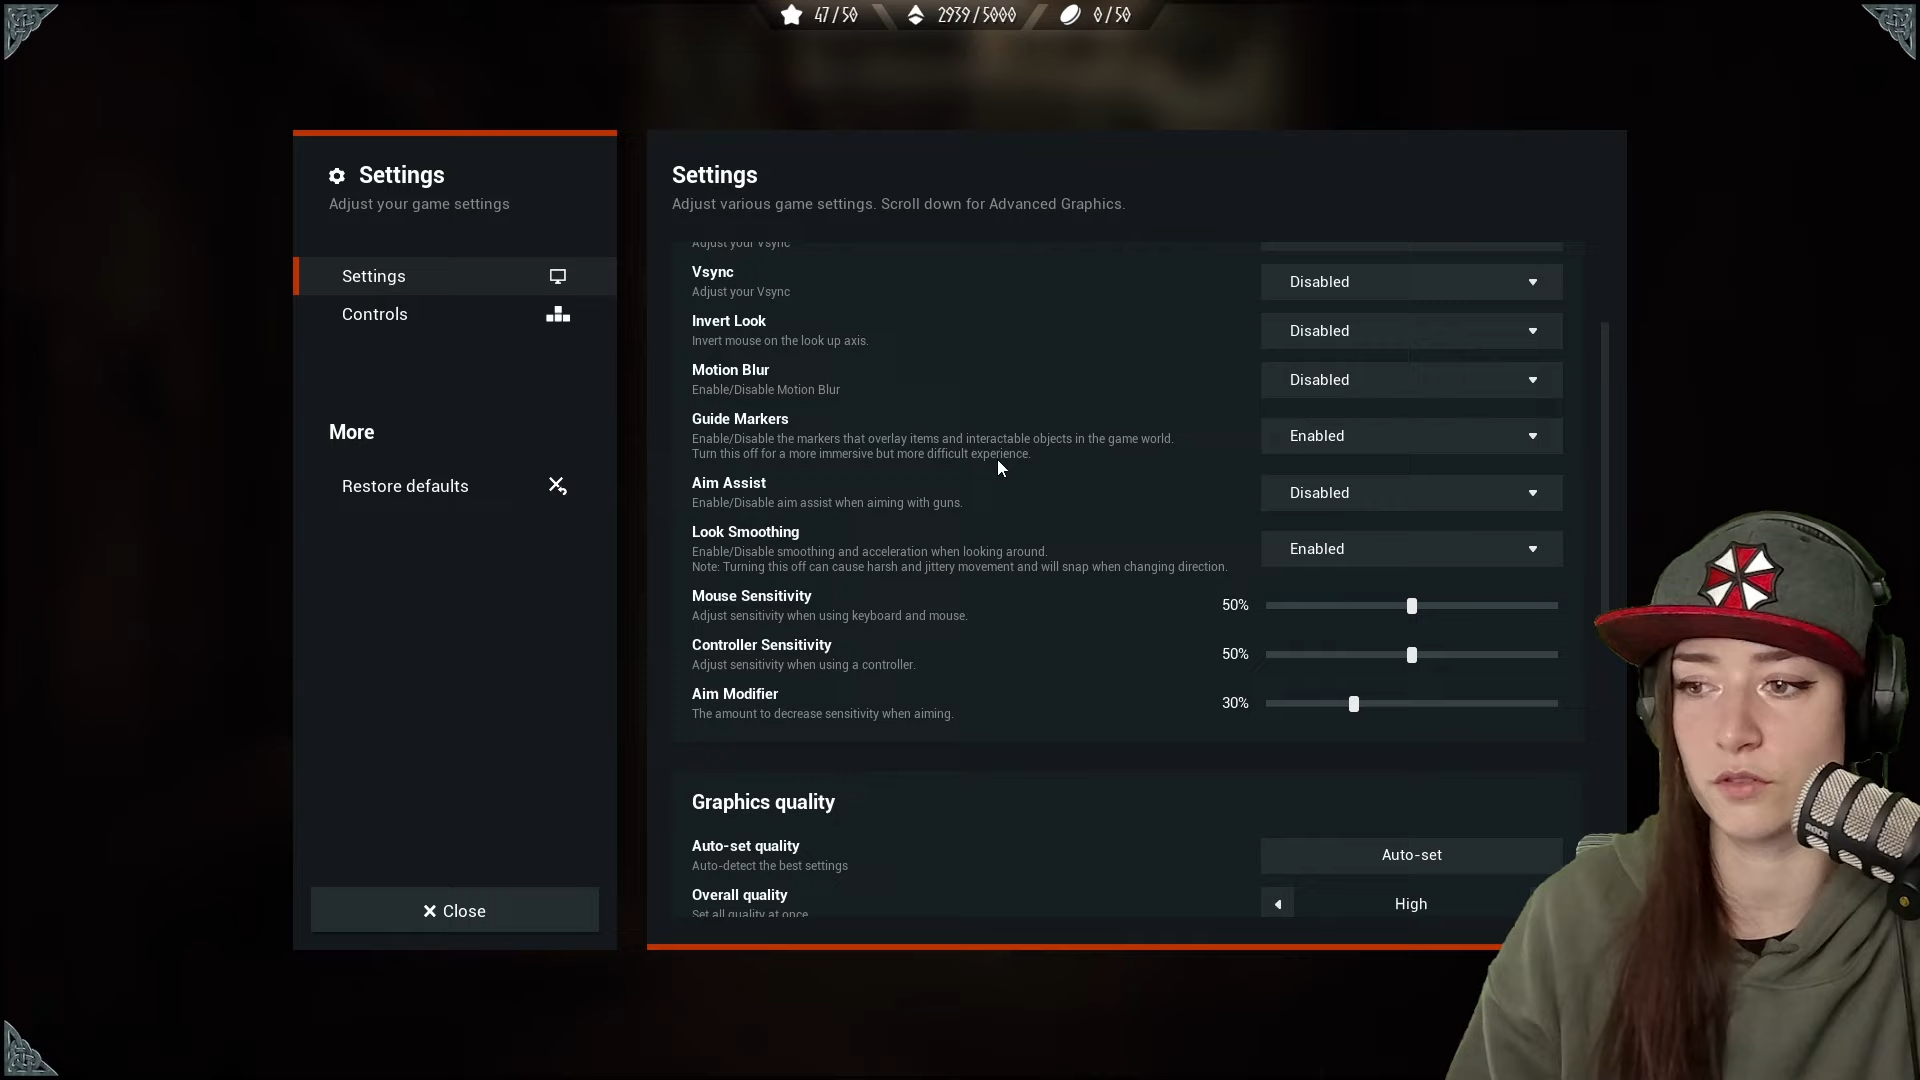 47/50
2939/5000
0/50
Settings
Adjust your game settings
Settings
Controls
More
Restore defaults
Close
Settings
Adjust various game settings. Scroll down for Advanced Graphics.
Adjust your Vsync
Vsync
Adjust your Vsync
Disabled
Invert Look
Invert mouse on the look up axis.
Disabled
Motion Blur
Enable/Disable Motion Blur
Disabled
Guide Markers
Enable/Disable the markers that overlay items and interactable objects in the game world.
Turn this off for a more immersive but more difficult experience.
Enabled
Aim Assist
Enable/Disable aim assist when aiming with guns.
Disabled
Look Smoothing
Enable/Disable smoothing and acceleration when looking around.
Note: Turning this off can cause harsh and jittery movement and will snap when changing direction.
Enabled
Mouse Sensitivity
Adjust sensitivity when using keyboard and mouse.
50%
Controller Sensitivity
Adjust sensitivity when using a controller.
50%
Aim Modifier
The amount to decrease sensitivity when aiming.
30%
Graphics quality
Auto-set quality
Auto-detect the best settings
Auto-set
Overall quality
Set all quality at once
High
RODE